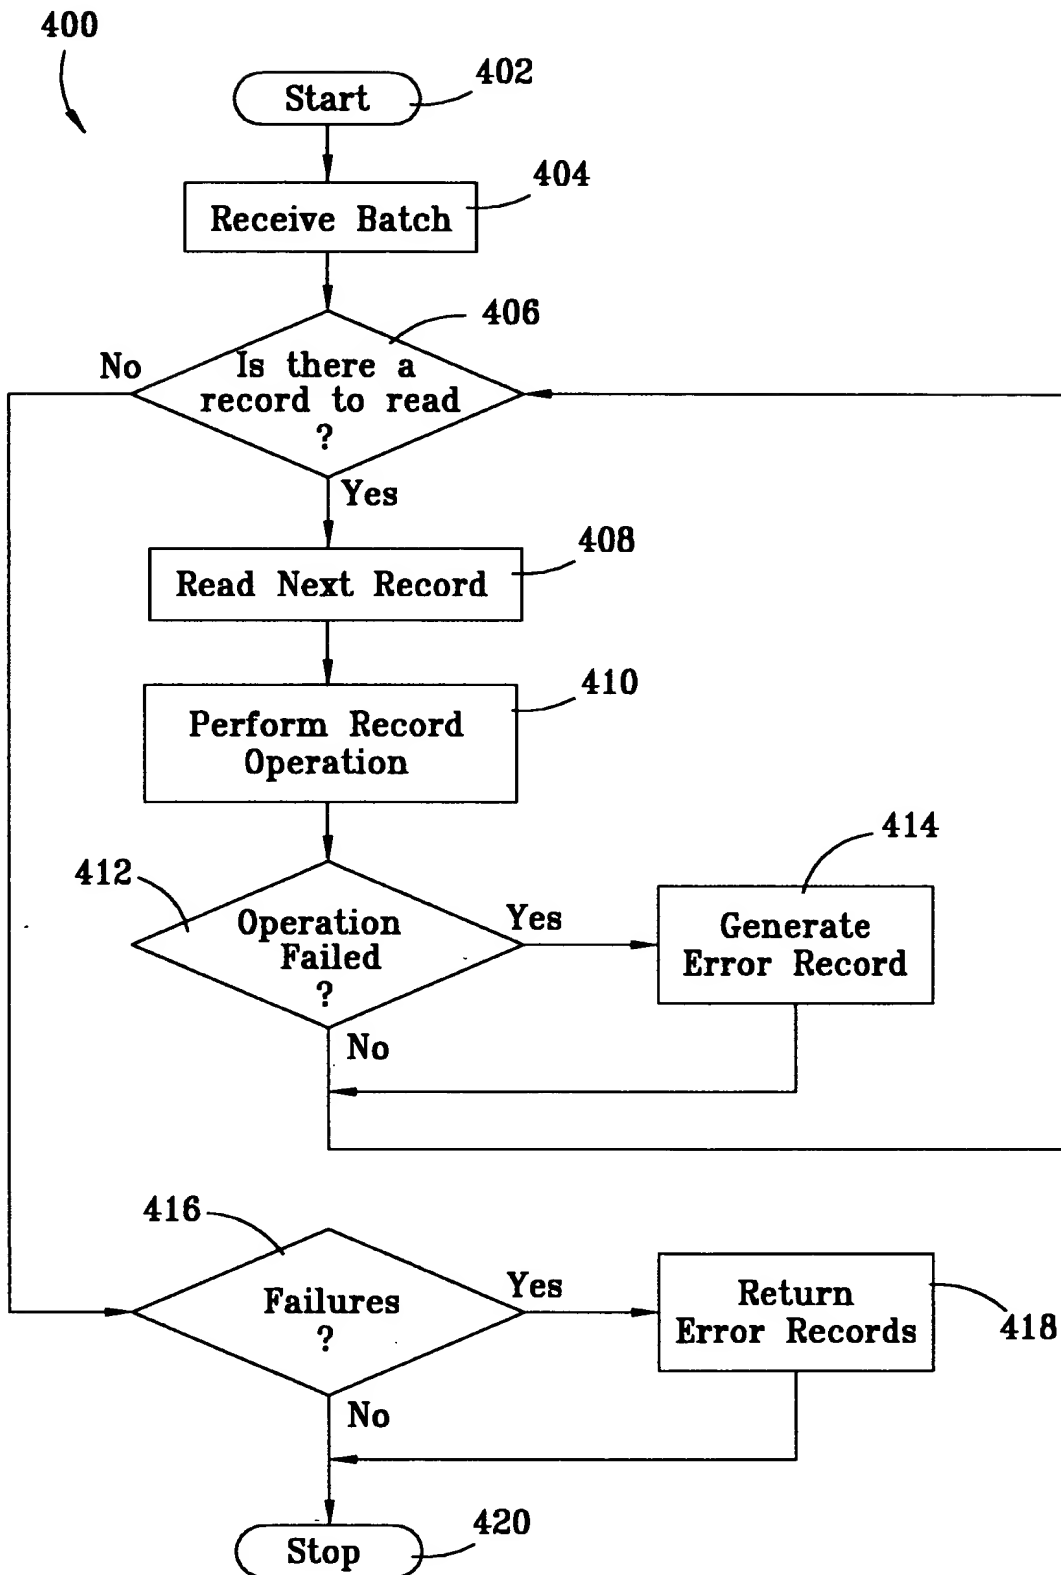 400
Start
402
Receive Batch
404
Is there a
record to read
?
406
No
Yes
Read Next Record
408
Perform Record
Operation
410
412
Operation
Failed
?
Yes
Generate
Error Record
414
No
416
Failures
?
Yes
Return
Error Records
418
No
Stop
420